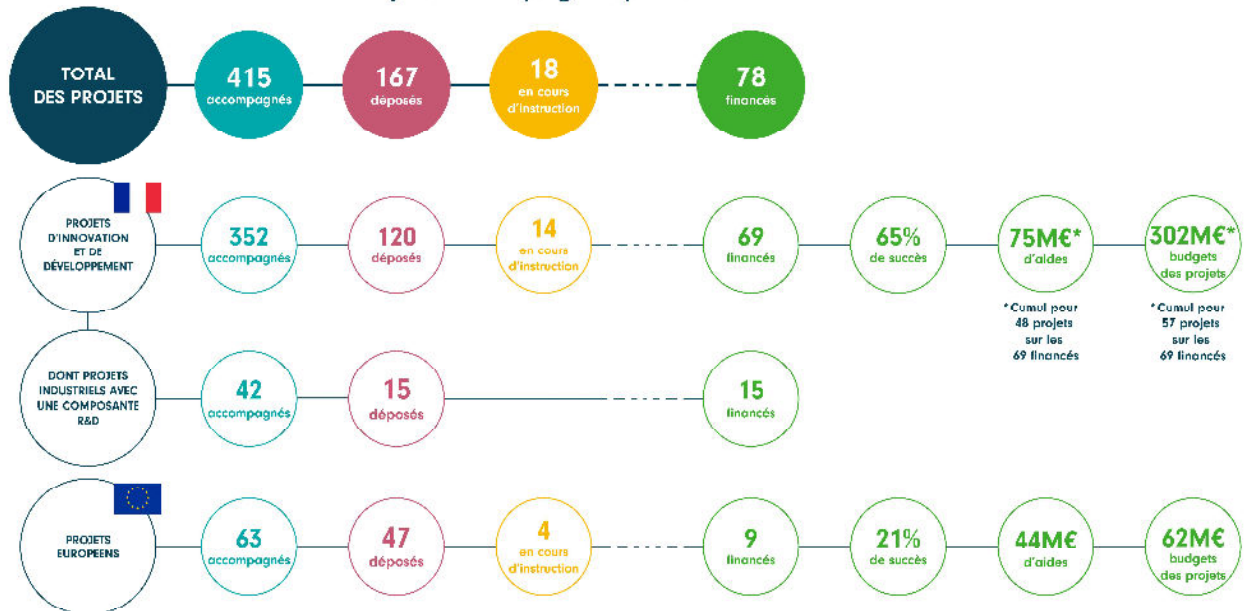 TOTAL
DES PROJETS
415
accompagnés
167
déposés
18
en cours
d'instruction
78
financés
PROJETS
D'INNOVATION
ET DE
DÉVELOPPEMENT
352
accompagnés
120
déposés
14
en cours
d'instruction
69
financés
65%
de succès
75M€*
d'aides
302M€*
budgets
des projets
*Cumul pour
48 projets
sur les
69 financés
*Cumul pour
57 projets
sur les
69 financés
DONT PROJETS
INDUSTRIELS AVEC
UNE COMPOSANTE
R&D
42
accompagnés
15
déposés
15
financés
PROJETS
EUROPEENS
63
accompagnés
47
déposés
4
en cours
d'instruction
9
financés
21%
de succès
44M€
d'aides
62M€
budgets
des projets